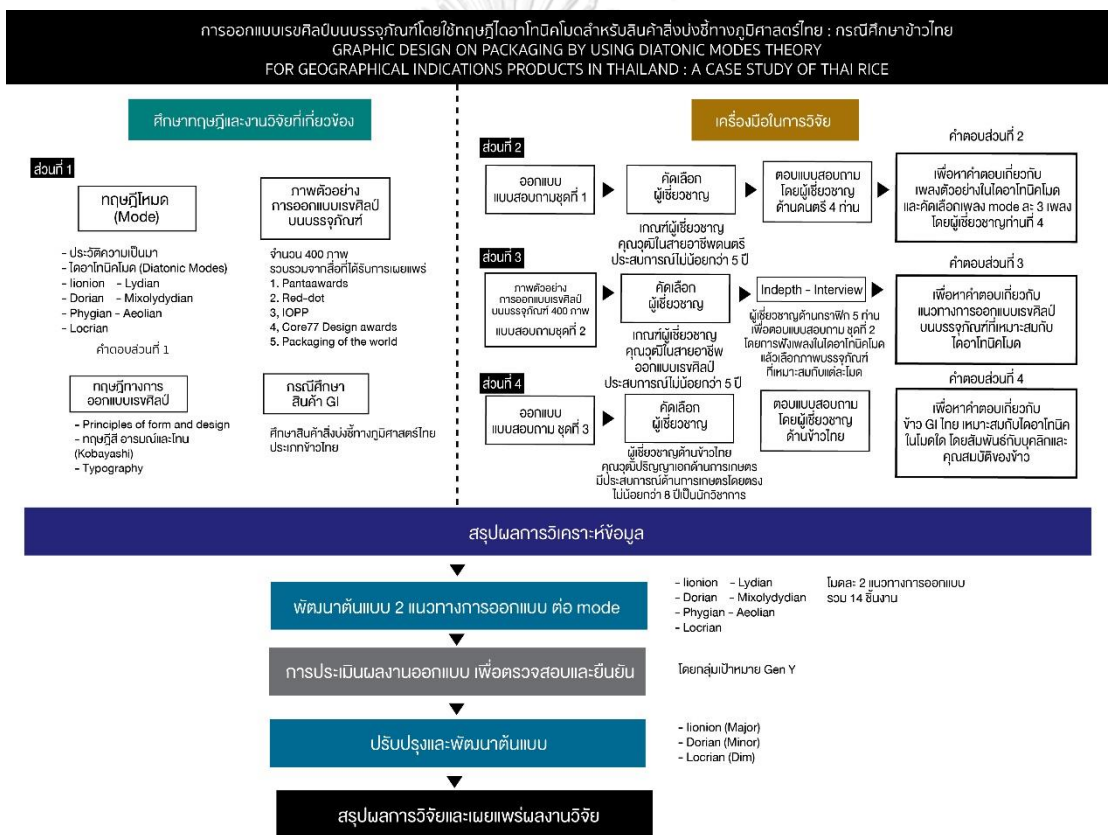 การออกแบบเรขศิลป์บนบรรจุภัณฑ์โดยใช้ทฤษฎีไดอาโทนิคโมดสำหรับสินค้าสิ่งบ่งชี้ทางภูมิศาสตร์ไทย : กรณีศึกษาข้าวไทย
GRAPHIC DESIGN ON PACKAGING BY USING DIATONIC MODES THEORY
FOR GEOGRAPHICAL INDICATIONS PRODUCTS IN THAILAND : A CASE STUDY OF THAI RICE
ศึกษาทฤษฎีและงานวิจัยที่เกี่ยวข้อง
ส่วนที่ 1
ทฤษฎีโหมด
(Mode)
- ประวัติความเป็นมา
- ไดอาโทนิคโมด (Diatonic Modes)
- Iionion - Lydian
- Dorian - Mixolydydian
- Phygian - Aeolian
- Locrian
คำตอบส่วนที่ 1
ภาพตัวอย่าง
การออกแบบเรขศิลป์
บนบรรจุภัณฑ์
จำนวน 400 ภาพ
รวบรวมจากสื่อที่ได้รับการเผยแพร่
1. Pantaawards
2. Red-dot
3, IOPP
4, Core77 Design awards
5. Packaging of the world
ทฤษฎีทางการ
ออกแบบเรขศิลป์
- Principles of form and design
- ทฤษฎีสี อารมณ์และโทน
(Kobayashi)
- Typography
กรณีศึกษา
สินค้า GI
ศึกษาสินค้าสิ่งบ่งชี้ทางภูมิศาสตร์ไทย
ประเภทข้าวไทย
เครื่องมือในการวิจัย
ส่วนที่ 2
ออกแบบ
แบบสอบถามชุดที่ 1
คัดเลือก
ผู้เชี่ยวชาญ
เกณฑ์ผู้เชี่ยวชาญ
คุณวุฒิในสายอาชีพดนตรี
ประสบการณ์ไม่น้อยกว่า 5 ปี
ตอบแบบสอบถาม
โดยผู้เชี่ยวชาญ
ด้านดนตรี 4 ท่าน
คำตอบส่วนที่ 2
เพื่อหาคำตอบเกี่ยวกับ
เพลงตัวอย่างในไดอาโทนิคโมด
และคัดเลือกเพลง mode ละ 3 เพลง
โดยผู้เชี่ยวชาญท่านที่ 4
ส่วนที่ 3
ภาพตัวอย่าง
การออกแบบเรขศิลป์
บนบรรจุภัณฑ์ 400 ภาพ
แบบสอบถามชุดที่ 2
คัดเลือก
ผู้เชี่ยวชาญ
เกณฑ์ผู้เชี่ยวชาญ
คุณวุฒิในสายอาชีพ
ออกแบบเรขศิลป์
ประสบการณ์ไม่น้อยกว่า 5 ปี
Indepth - Interview
ผู้เชี่ยวชาญด้านกราฟิก 5 ท่าน
เพื่อตอบแบบสอบถาม ชุดที่ 2
โดยการฟังเพลงในไดอาโทนิคโมด
แล้วเลือกภาพบรรจุภัณฑ์
ที่เหมาะสมกับแต่ละโมด
คำตอบส่วนที่ 3
เพื่อหาคำตอบเกี่ยวกับ
แนวทางการออกแบบเรขศิลป์
บนบรรจุภัณฑ์ที่เหมาะสมกับ
ไดอาโทนิคโมด
ส่วนที่ 4
ออกแบบ
แบบสอบถาม ชุดที่ 3
คัดเลือก
ผู้เชี่ยวชาญ
ผู้เชี่ยวชาญด้านข้าวไทย
คุณวุฒิปริญญาเอกด้านการเกษตร
มีประสบการณ์ด้านการเกษตรโดยตรง
ไม่น้อยกว่า 8 ปีเป็นนักวิชาการ
ตอบแบบสอบถาม
โดยผู้เชี่ยวชาญ
ด้านข้าวไทย
คำตอบส่วนที่ 4
เพื่อหาคำตอบเกี่ยวกับ
ข้าว GI ไทย เหมาะสมกับไดอาโทนิค
ในโมดใด โดยสัมพันธ์กับบุคลิกและ
คุณสมบัติของข้าว
สรุปผลการวิเคราะห์ข้อมูล
พัฒนาต้นแบบ 2 แนวทางการออกแบบ ต่อ mode
- Iionion - Lydian
- Dorian - Mixolydydian
- Phygian - Aeolian
- Locrian
โมดละ 2 แนวทางการออกแบบ
รวม 14 ชิ้นงาน
การประเมินผลงานออกแบบ เพื่อตรวจสอบและยืนยัน
โดยกลุ่มเป้าหมาย Gen Y
ปรับปรุงและพัฒนาต้นแบบ
- Iionion (Major)
- Dorian (Minor)
- Locrian (Dim)
สรุปผลการวิจัยและเผยแพร่ผลงานวิจัย